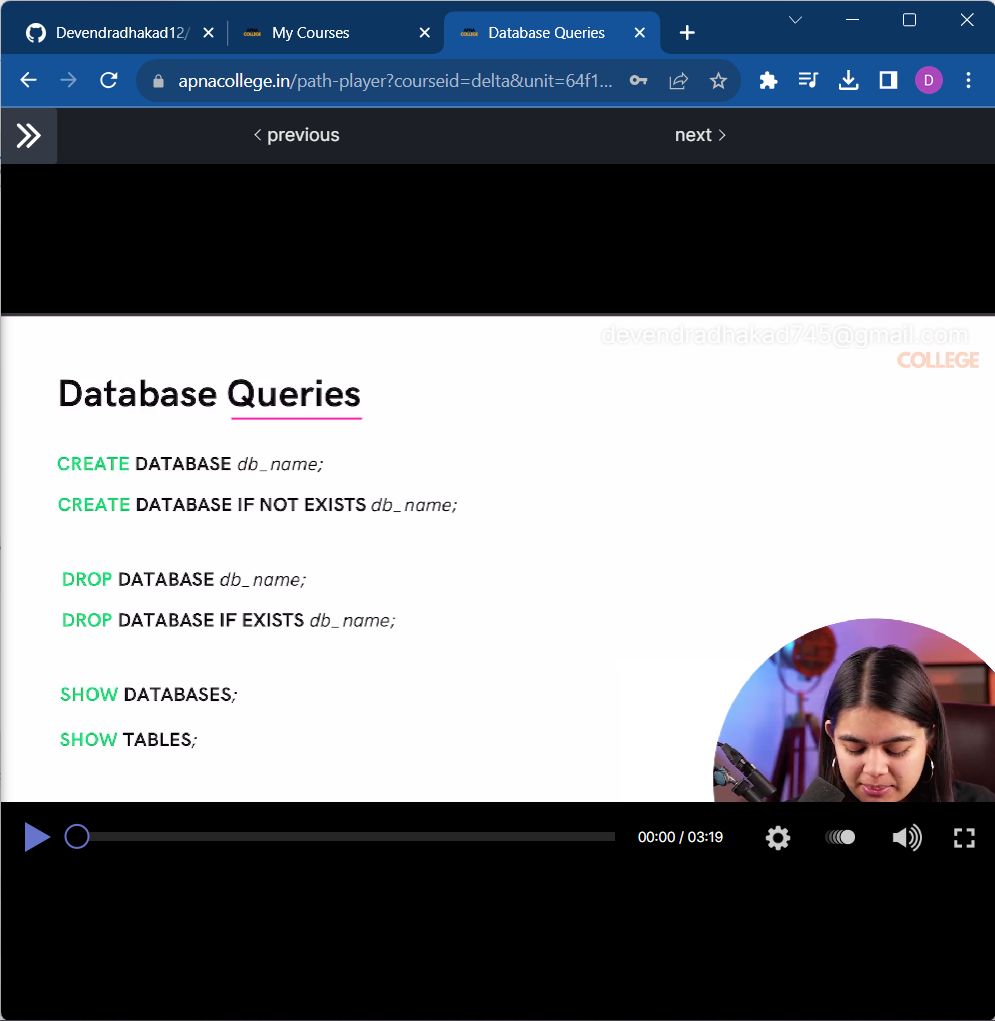 Devendradhakad12/
My Courses
Database Queries
apnacollege.in/path-player?courseid=delta&unit=64f1...
D
< previous
next >
devendradhakad745@gmail.com
COLLEGE
Database Queries
CREATE DATABASE db_name;
CREATE DATABASE IF NOT EXISTS db_name;
DROP DATABASE db_name;
DROP DATABASE IF EXISTS db_name;
SHOW DATABASES;
SHOW TABLES;
00:00 / 03:19